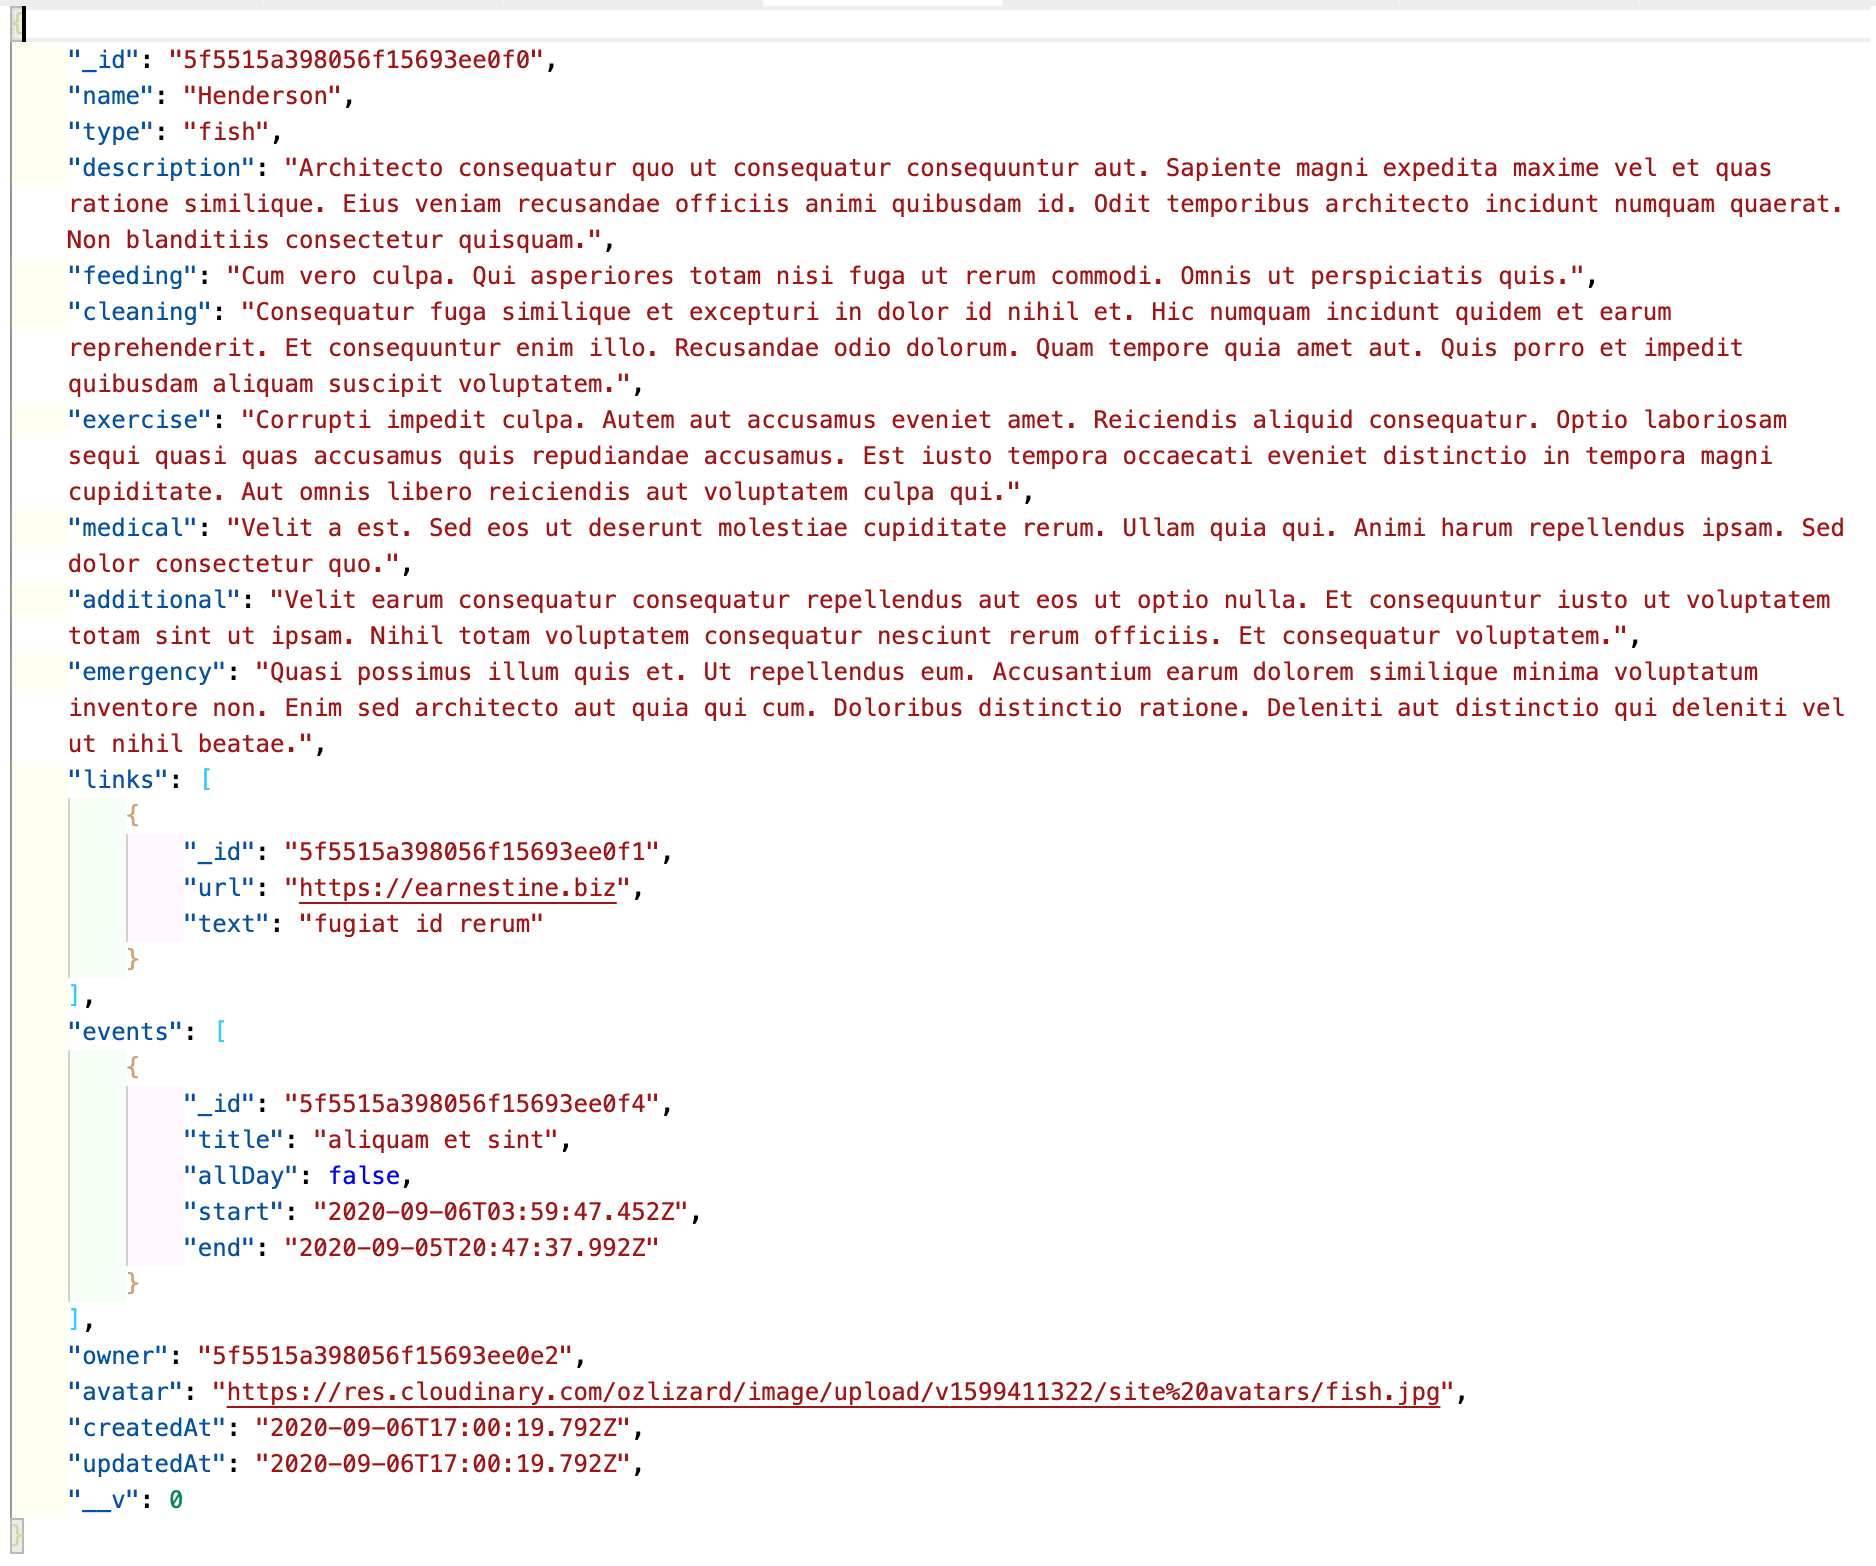 {
"_id": "5f5515a398056f15693ee0f0",
"name": "Henderson",
"type": "fish",
"description": "Architecto consequatur quo ut consequatur consequuntur aut. Sapiente magni expedita maxime vel et quas
ratione similique. Eius veniam recusandae officiis animi quibusdam id. Odit temporibus architecto incidunt numquam quaerat.
Non blanditiis consectetur quisquam.",
"feeding": "Cum vero culpa. Qui asperiores totam nisi fuga ut rerum commodi. Omnis ut perspiciatis quis.",
"cleaning": "Consequatur fuga similique et excepturi in dolor id nihil et. Hic numquam incidunt quidem et earum
reprehenderit. Et consequuntur enim illo. Recusandae odio dolorum. Quam tempore quia amet aut. Quis porro et impedit
quibusdam aliquam suscipit voluptatem.",
"exercise": "Corrupti impedit culpa. Autem aut accusamus eveniet amet. Reiciendis aliquid consequatur. Optio laboriosam
sequi quasi quas accusamus quis repudiandae accusamus. Est iusto tempora occaecati eveniet distinctio in tempora magni
cupiditate. Aut omnis libero reiciendis aut voluptatem culpa qui.",
"medical": "Velit a est. Sed eos ut deserunt molestiae cupiditate rerum. Ullam quia qui. Animi harum repellendus ipsam. Sed
dolor consectetur quo.",
"additional": "Velit earum consequatur consequatur repellendus aut eos ut optio nulla. Et consequuntur iusto ut voluptatem
totam sint ut ipsam. Nihil totam voluptatem consequatur nesciunt rerum officiis. Et consequatur voluptatem.",
"emergency": "Quasi possimus illum quis et. Ut repellendus eum. Accusantium earum dolorem similique minima voluptatum
inventore non. Enim sed architecto aut quia qui cum. Doloribus distinctio ratione. Deleniti aut distinctio qui deleniti vel
ut nihil beatae.",
"links": [
{
"_id": "5f5515a398056f15693ee0f1",
"url": "https://earnestine.biz",
"text": "fugiat id rerum"
}
],
"events": [
{
"_id": "5f5515a398056f15693ee0f4",
"title": "aliquam et sint",
"allDay": false,
"start": "2020-09-06T03:59:47.452Z",
"end": "2020-09-05T20:47:37.992Z"
}
],
"owner": "5f5515a398056f15693ee0e2",
"avatar": "https://res.cloudinary.com/ozlizard/image/upload/v1599411322/site%20avatars/fish.jpg",
"createdAt": "2020-09-06T17:00:19.792Z",
"updatedAt": "2020-09-06T17:00:19.792Z",
"__v": 0
}